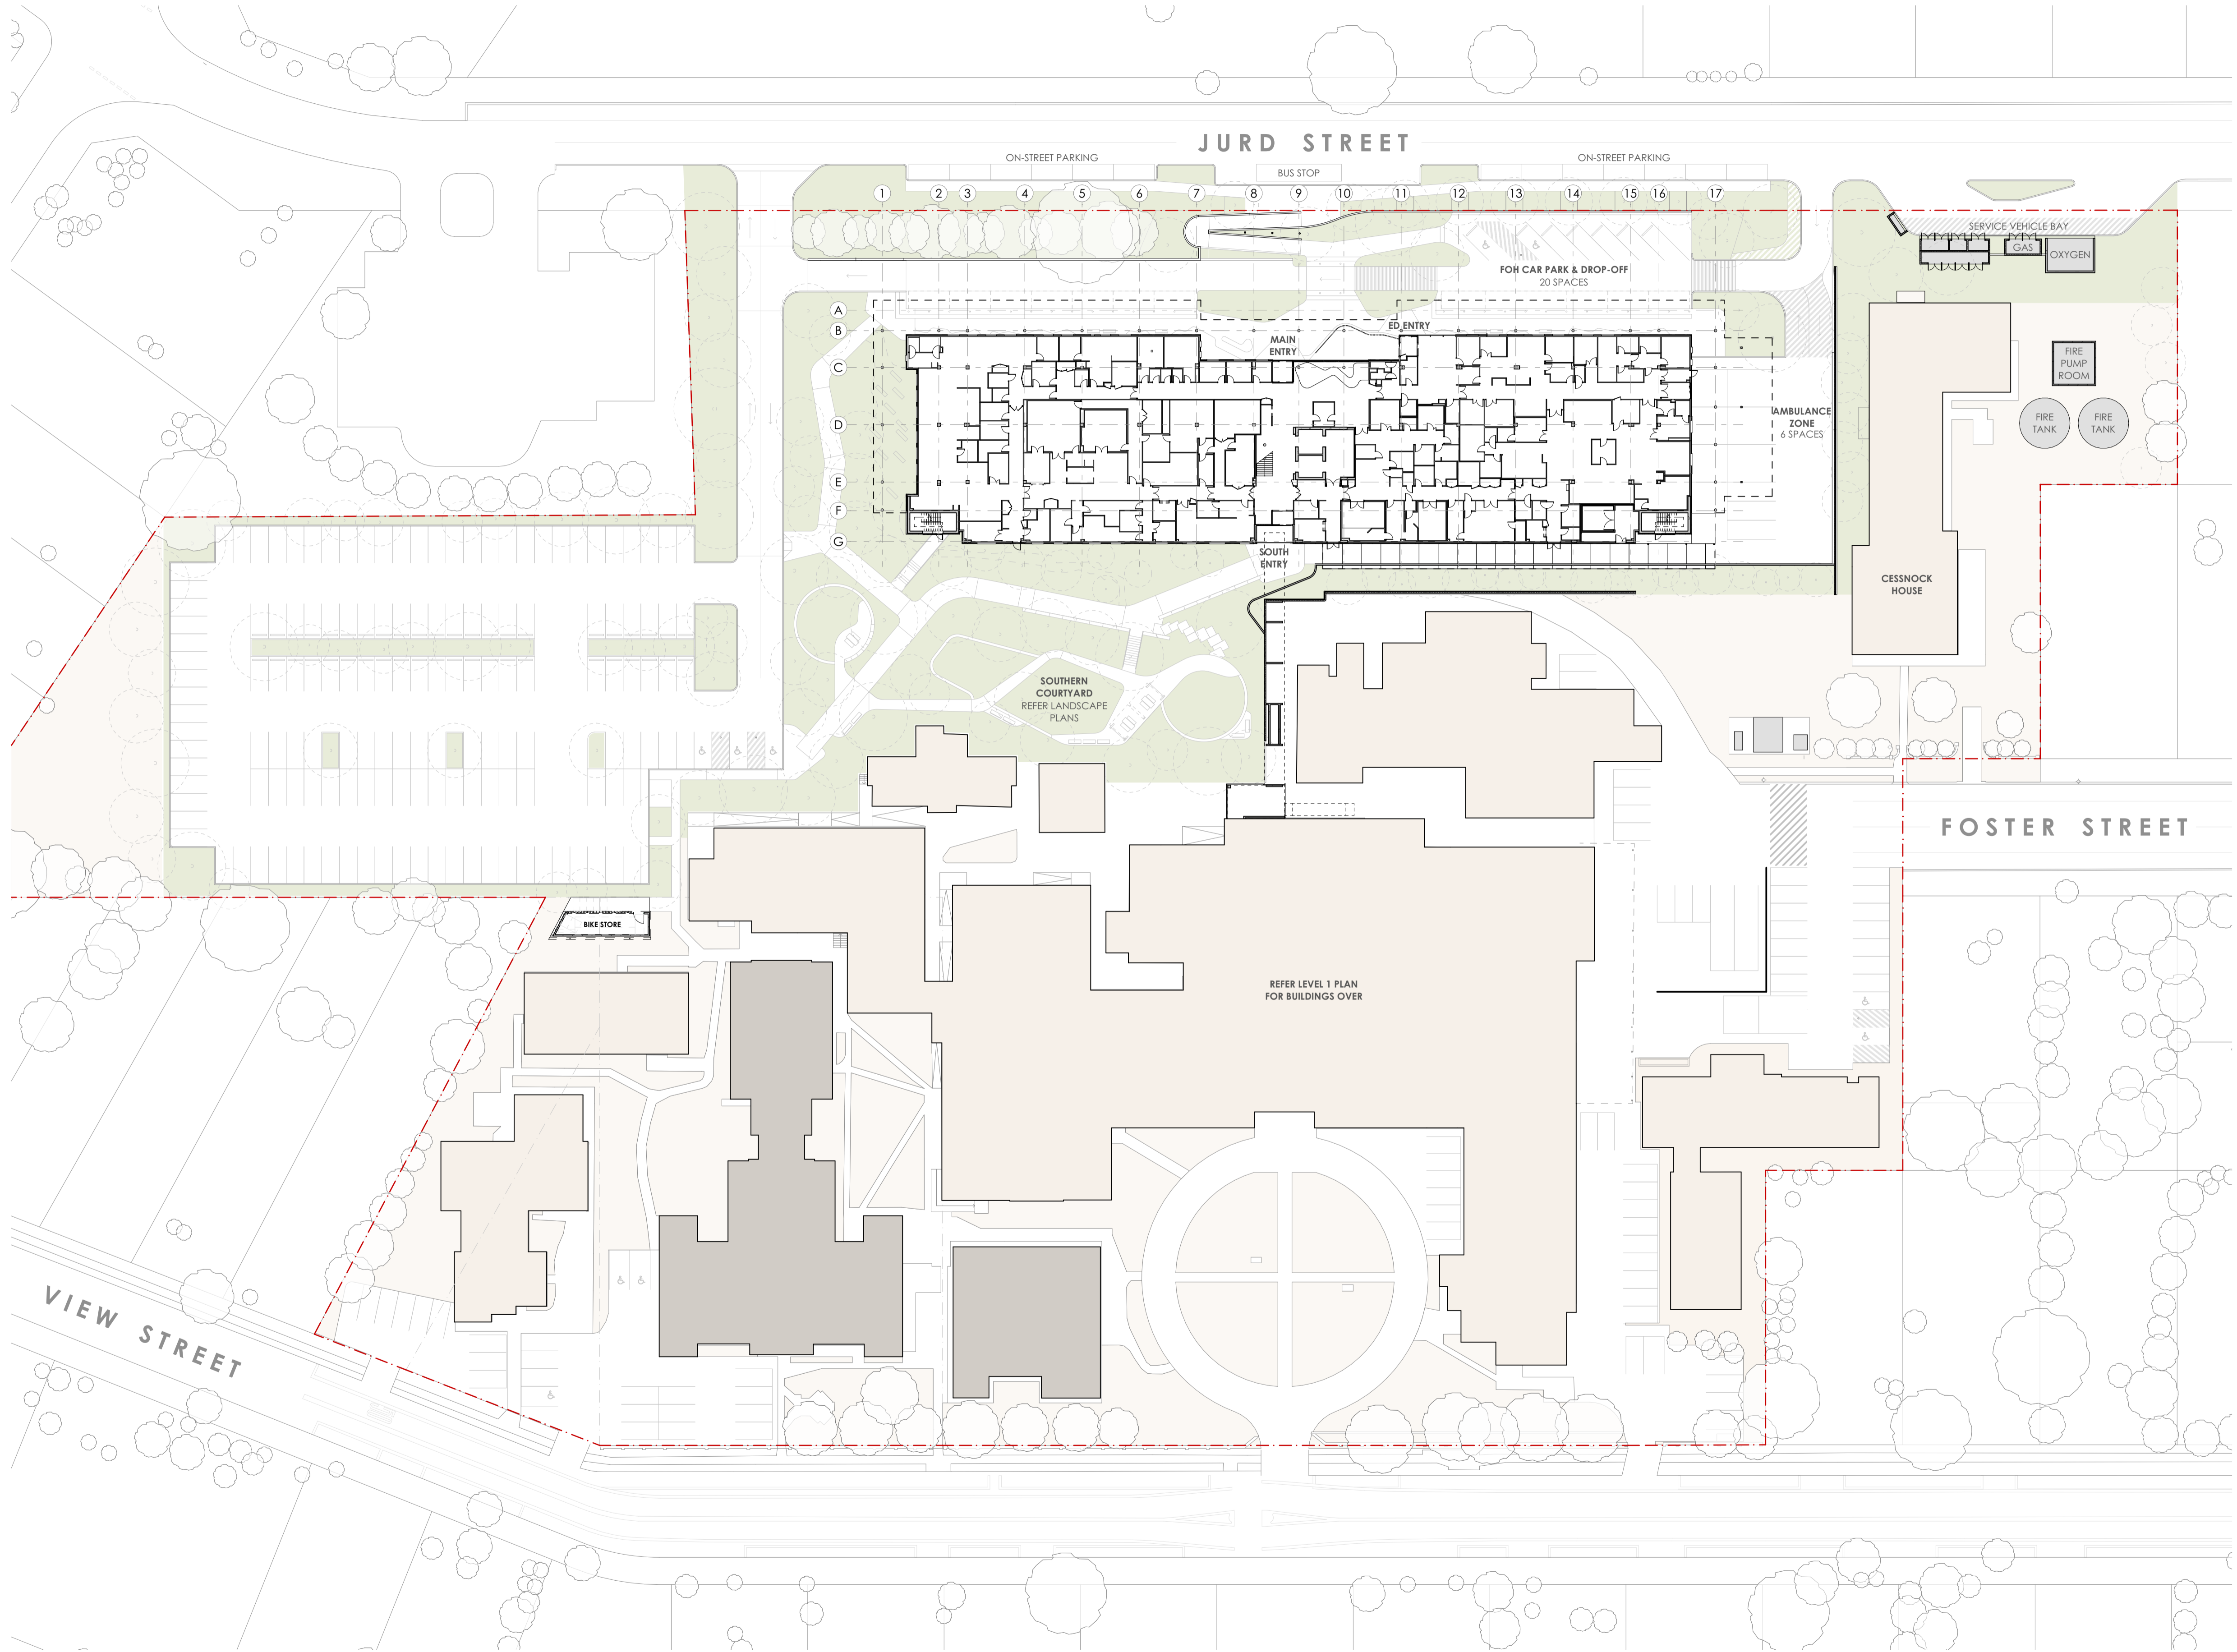 JURD STREET
ON-STREET PARKING
ON-STREET PARKING
BUS STOP
1
2
3
4
5
6
7
8
9
10
11
12
13
14
15
16
17
SERVICE VEHICLE BAY
GAS
OXYGEN
FOH CAR PARK & DROP-OFF
20 SPACES
A
B
C
D
E
F
G
ED ENTRY
MAIN
ENTRY
FIRE
PUMP
ROOM
AMBULANCE
ZONE
6 SPACES
FIRE
TANK
FIRE
TANK
SOUTH
ENTRY
CESSNOCK
HOUSE
SOUTHERN
COURTYARD
REFER LANDSCAPE
PLANS
FOSTER STREET
BIKE STORE
REFER LEVEL 1 PLAN
FOR BUILDINGS OVER
VIEW STREET